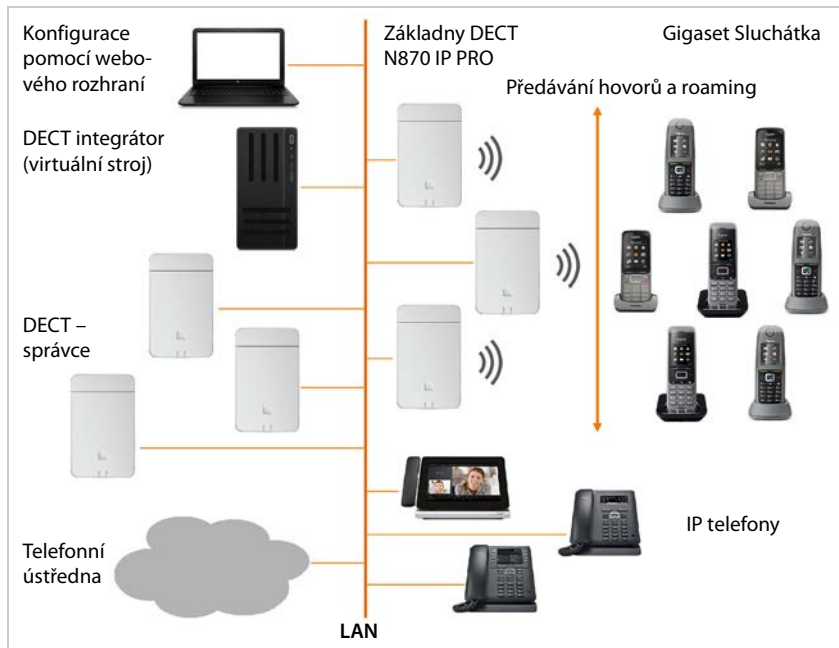 Konfigurace
pomocí webo-
vého rozhraní
Základny DECT
N870 IP PRO
Gigaset Sluchátka
Předávání hovorů a roaming
DECT integrátor
(virtuální stroj)
DECT –
správce
IP telefony
Telefonní
ústředna
LAN